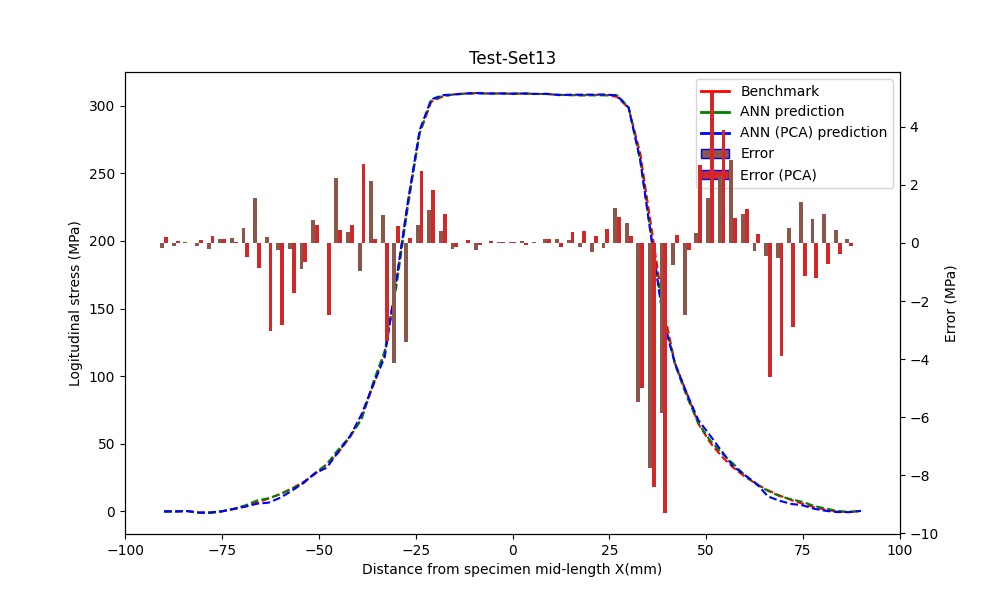 Test-Set13
Benchmark
ANN prediction
ANN (PCA) prediction
Error
Error (PCA)
300
250
200
150
100
50
0
Logitudinal stress (MPa)
4
2
0
−2
−4
−6
−8
−10
Error (MPa)
−100
−75
−50
−25
0
25
50
75
100
Distance from specimen mid-length X(mm)